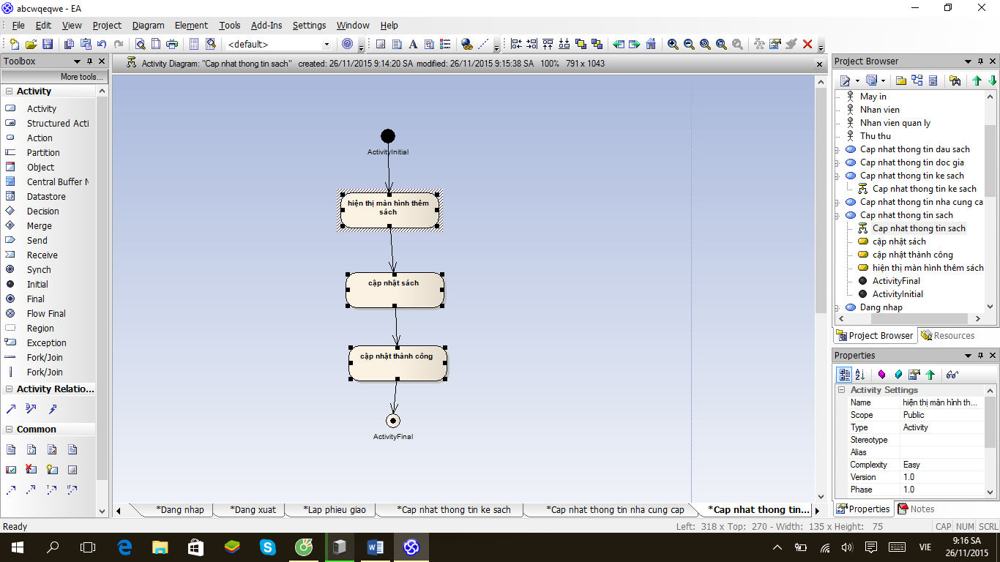 abcwqeqwe - EA
File Edit View Project Diagram Element Tools Add-Ins Settings Window Help
<default>
Toolbox
More tools...
Activity
Activity
Structured Acti
Action
Partition
Object
Central Buffer N
Datastore
Decision
Merge
Send
Receive
Synch
Initial
Final
Flow Final
Region
Exception
Fork/Join
Fork/Join
Activity Relatio...
Common
Activity Diagram: "Cap nhat thong tin sach" created: 26/11/2015 9:14:20 SA modified: 26/11/2015 9:15:38 SA 100% 791 x 1043
ActivityInitial
hiện thị màn hình thêm
sách
cập nhật sách
cập nhật thành công
ActivityFinal
*Dang nhap *Dang xuat *Lap phieu giao *Cap nhat thong tin ke sach *Cap nhat thong tin nha cung cap *Cap nhat thong tin...
Project Browser
May in
Nhan vien
Nhan vien quan ly
Thu thu
Cap nhat thong tin dau sach
Cap nhat thong tin doc gia
Cap nhat thong tin ke sach
Cap nhat thong tin ke sach
Cap nhat thong tin nha cung ca
Cap nhat thong tin sach
Cap nhat thong tin sach
cập nhật sách
cập nhật thành công
hiện thị màn hình thêm sách
ActivityFinal
ActivityInitial
Dang nhap
Project Browser Resources
Properties
Activity Settings
Name hiện thị màn hình th...
Scope Public
Type Activity
Stereotype
Alias
Complexity Easy
Version 1.0
Phase 1.0
Properties Notes
Ready
Left: 318 x Top: 270 - Width: 135 x Height: 75
CAP NUM SCRL
VIE
9:16 SA
26/11/2015